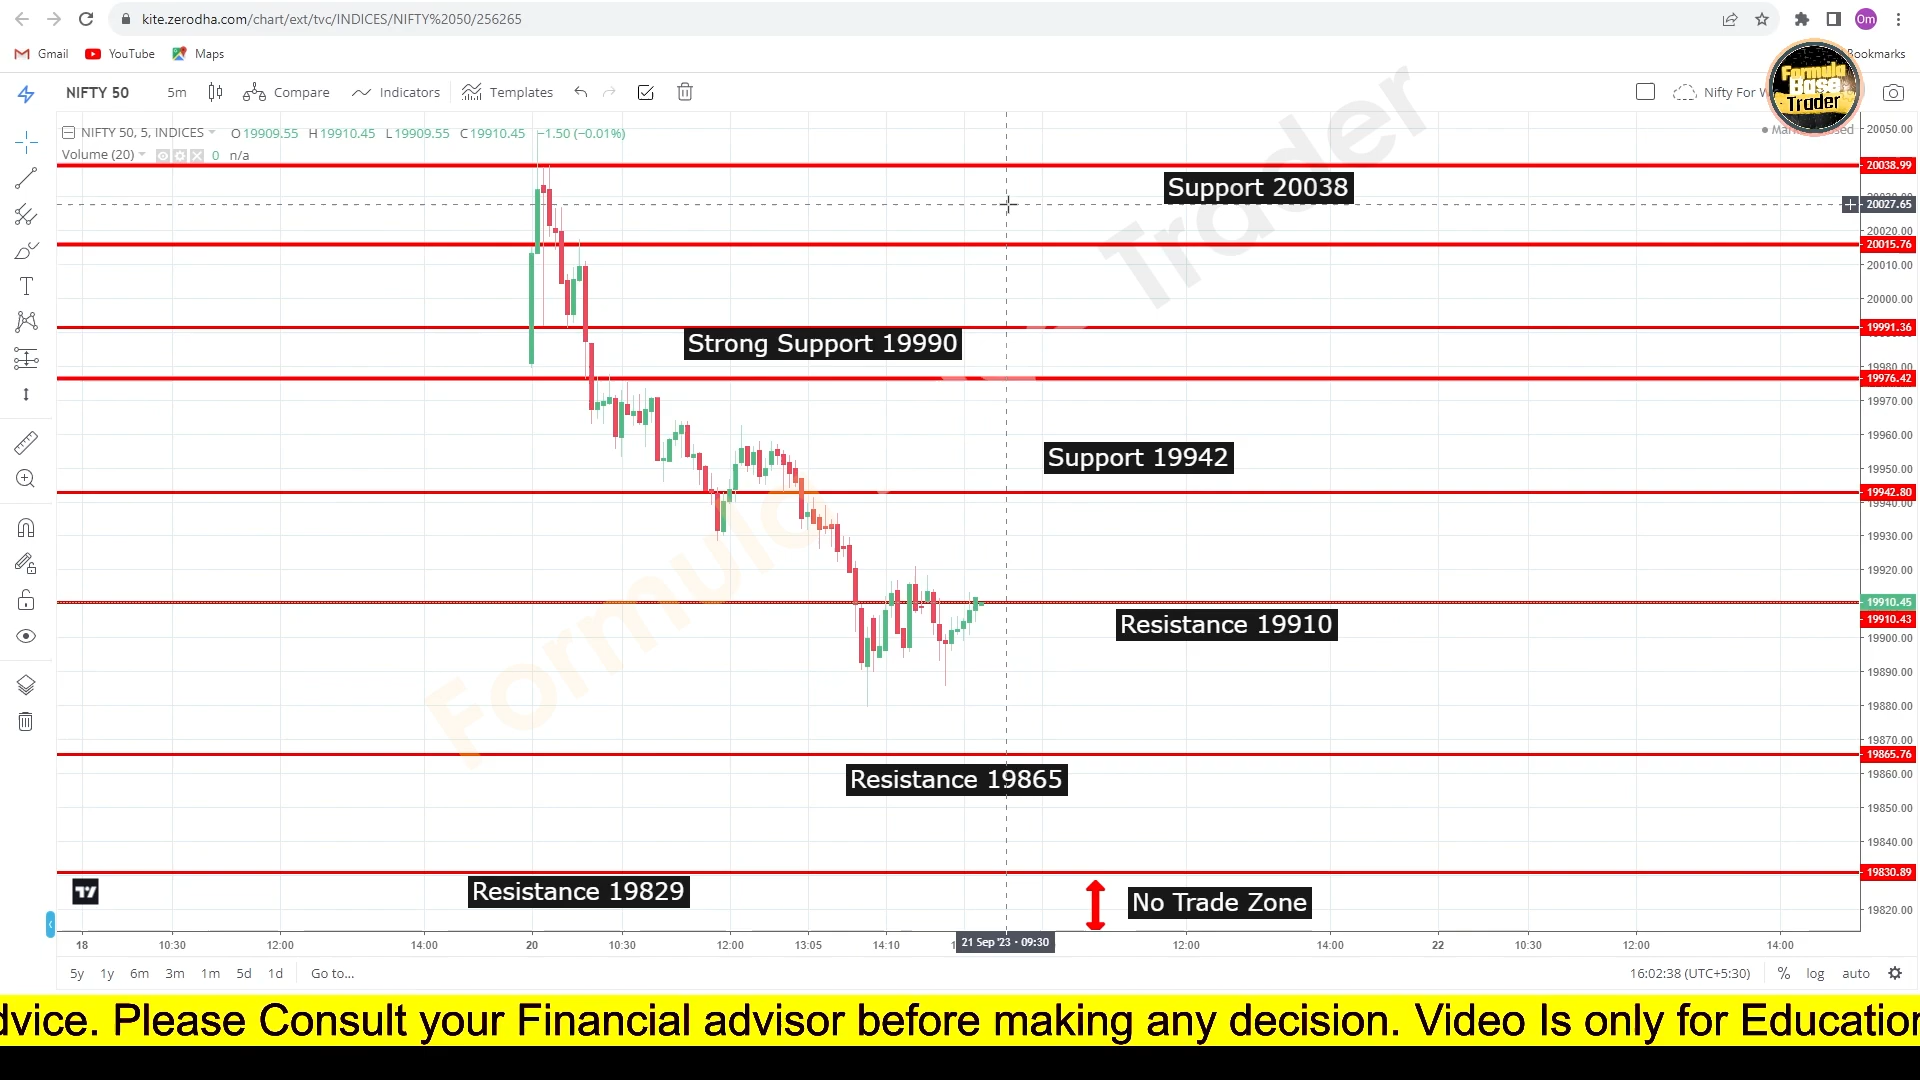 kite.zerodha.com/chart/ext/tvc/INDICES/NIFTY%2050/256265
Om
Gmail YouTube Maps
Bookmarks
NIFTY 50 5m Compare Indicators Templates
Nifty For
Formula
Base
Trader
NIFTY 50, 5, INDICES O 19909.55 H 19910.45 L 19909.55 C 19910.45 −1.50 (−0.01%)
Volume (20) 0 n/a
20050.00
20038.99
Support 20038
20027.65
20020.00
20015.76
20010.00
20000.00
19991.36
Strong Support 19990
19980.00
19976.42
19970.00
19960.00
Support 19942
19950.00
19942.80
19940.00
19930.00
19920.00
19910.45
19910.43
Resistance 19910
19900.00
19890.00
19880.00
19870.00
19865.76
Resistance 19865
19860.00
19850.00
19840.00
19830.89
Resistance 19829
No Trade Zone
19820.00
Formula
Trader
18 10:30 12:00 14:00 20 10:30 12:00 13:05 14:10 21 Sep '23 • 09:30 12:00 14:00 22 10:30 12:00 14:00
5y 1y 6m 3m 1m 5d 1d Go to... 16:02:38 (UTC+5:30) % log auto
dvice. Please Consult your Financial advisor before making any decision. Video Is only for Education